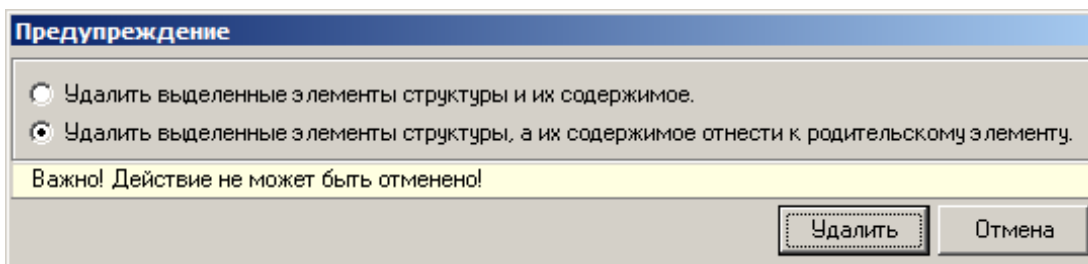 Предупреждение
Удалить выделенные элементы структуры и их содержимое.
Удалить выделенные элементы структуры, а их содержимое отнести к родительскому элементу.
Важно! Действие не может быть отменено!
Удалить Отмена